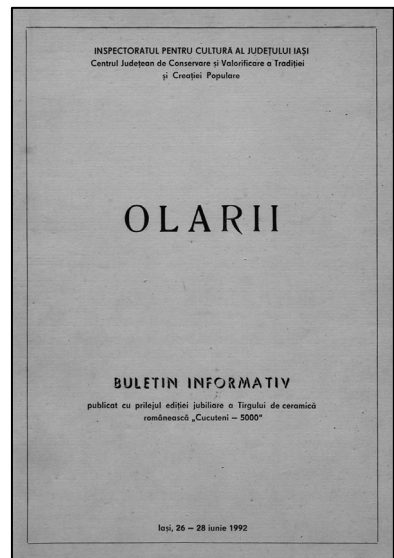 INSPECTORATUL PENTRU CULTURĂ AL JUDEȚULUI IAȘI
Centrul Județean de Conservare și Valorificare a Tradiției
și Creației Populare
OLARII
BULETIN INFORMATIV
publicat cu prilejul ediției jubiliare a Tîrgului de ceramică
românească „Cucuteni – 5000”
Iași, 26 – 28 iunie 1992